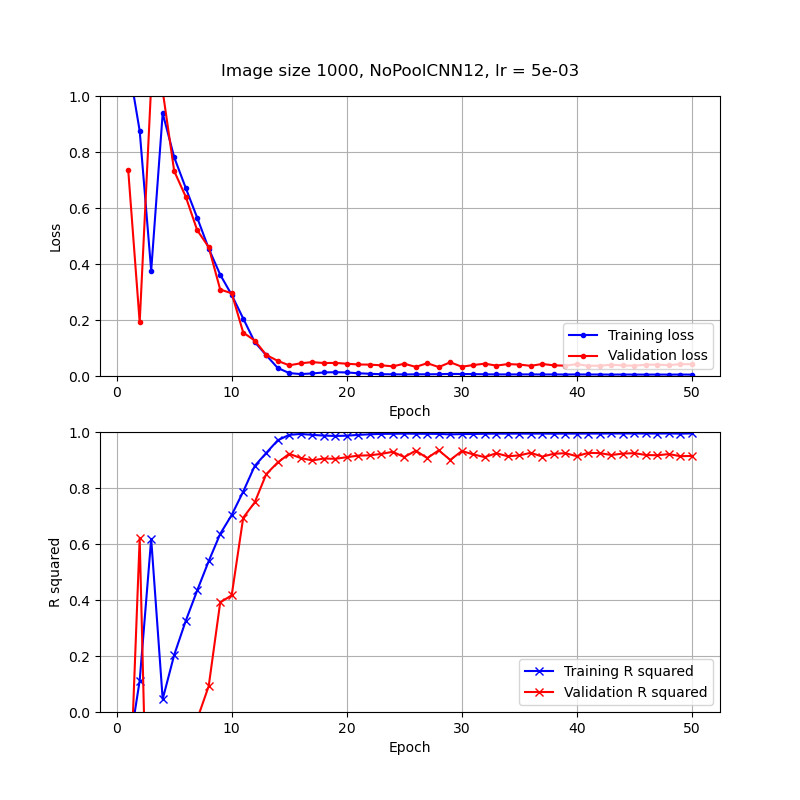 Image size 1000, NoPoolCNN12, lr = 5e-03
1.0
0.8
0.6
0.4
0.2
0.0
Loss
Training loss
Validation loss
0 10 20 30 40 50
Epoch
1.0
0.8
0.6
0.4
0.2
0.0
R squared
Training R squared
Validation R squared
0 10 20 30 40 50
Epoch